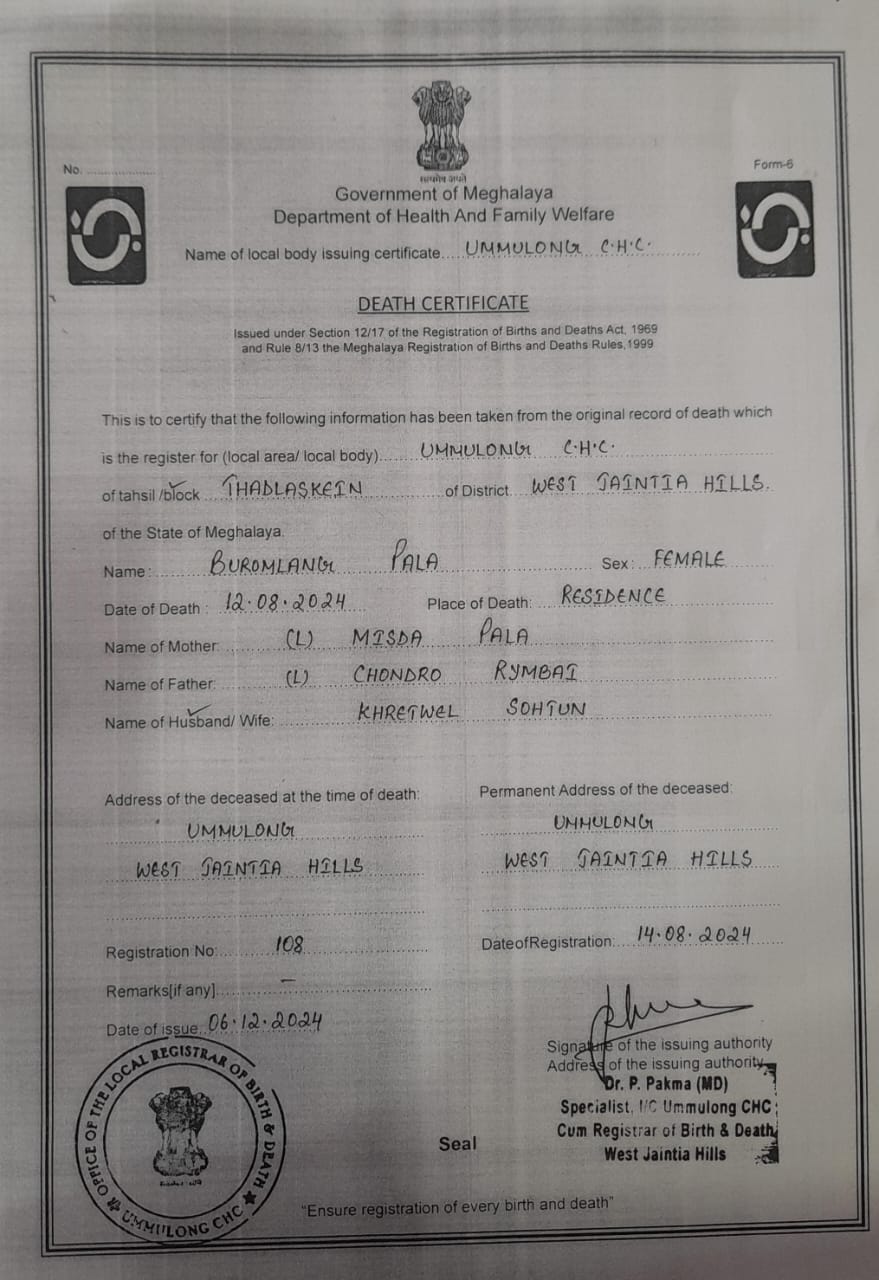 No. ....................
Form-6
सत्यमेव जयते
Government of Meghalaya
Department of Health And Family Welfare
Name of local body issuing certificate.....UMMULONG C.H.C.
DEATH CERTIFICATE
Issued under Section 12/17 of the Registration of Births and Deaths Act, 1969
and Rule 8/13 the Meghalaya Registration of Births and Deaths Rules,1999
This is to certify that the following information has been taken from the original record of death which
is the register for (local area/ local body)........UMMULONG C.H.C.
of tahsil /block ...THADLASKEIN ... of District....WEST JAINTIA HILLS.
of the State of Meghalaya.
Name :.......... BUROMLANG PALA ........ Sex:...FEMALE
Date of Death : 12.08.2024 Place of Death: RESIDENCE
Name of Mother: (L) MISDA PALA
Name of Father: (L) CHONDRO RYMBAI
Name of Husband/ Wife: KHRETWEL SOHTUN
Address of the deceased at the time of death:
UMMULONG
WEST JAINTIA HILLS
Permanent Address of the deceased:
UMMULONG
WEST JAINTIA HILLS
Registration No: 108
DateofRegistration: 14.08.2024
Remarks[if any]. –
Date of issue. 06.12.2024
Signature of the issuing authority
Address of the issuing authority
Dr. P. Pakma (MD)
Specialist, I/C Ummulong CHC
Cum Registrar of Birth & Death
West Jaintia Hills
Seal
OFFICE OF THE LOCAL REGISTRAR OF BIRTH & DEATH
★ UMMULONG CHC ★
“Ensure registration of every birth and death”